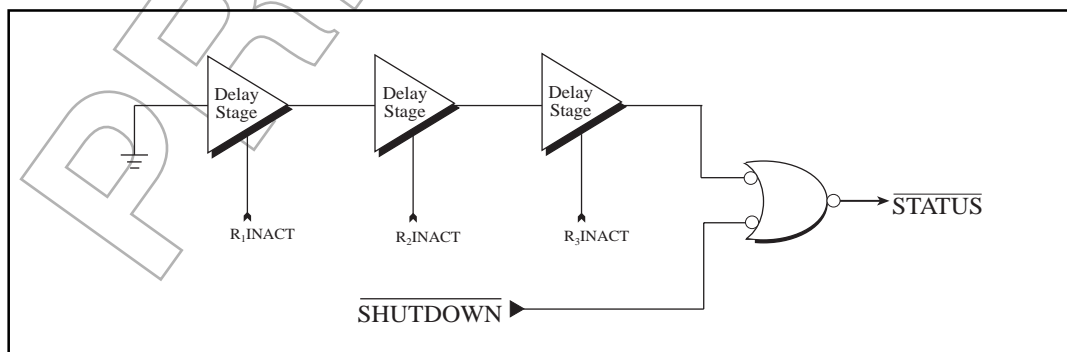 Delay
Stage
Delay
Stage
Delay
Stage
R₁INACT
R₂INACT
R₃INACT
STATUS
SHUTDOWN